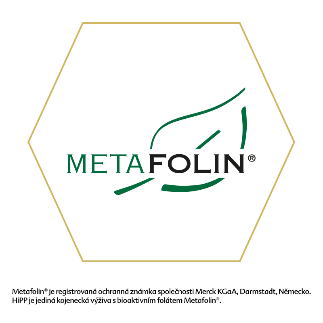 METAFOLIN®
Metafolin® je registrovaná ochranná známka společnosti Merck KGaA, Darmstadt, Německo.
HiPP je jediná kojenecká výživa s bioaktivním folátem Metafolin®.